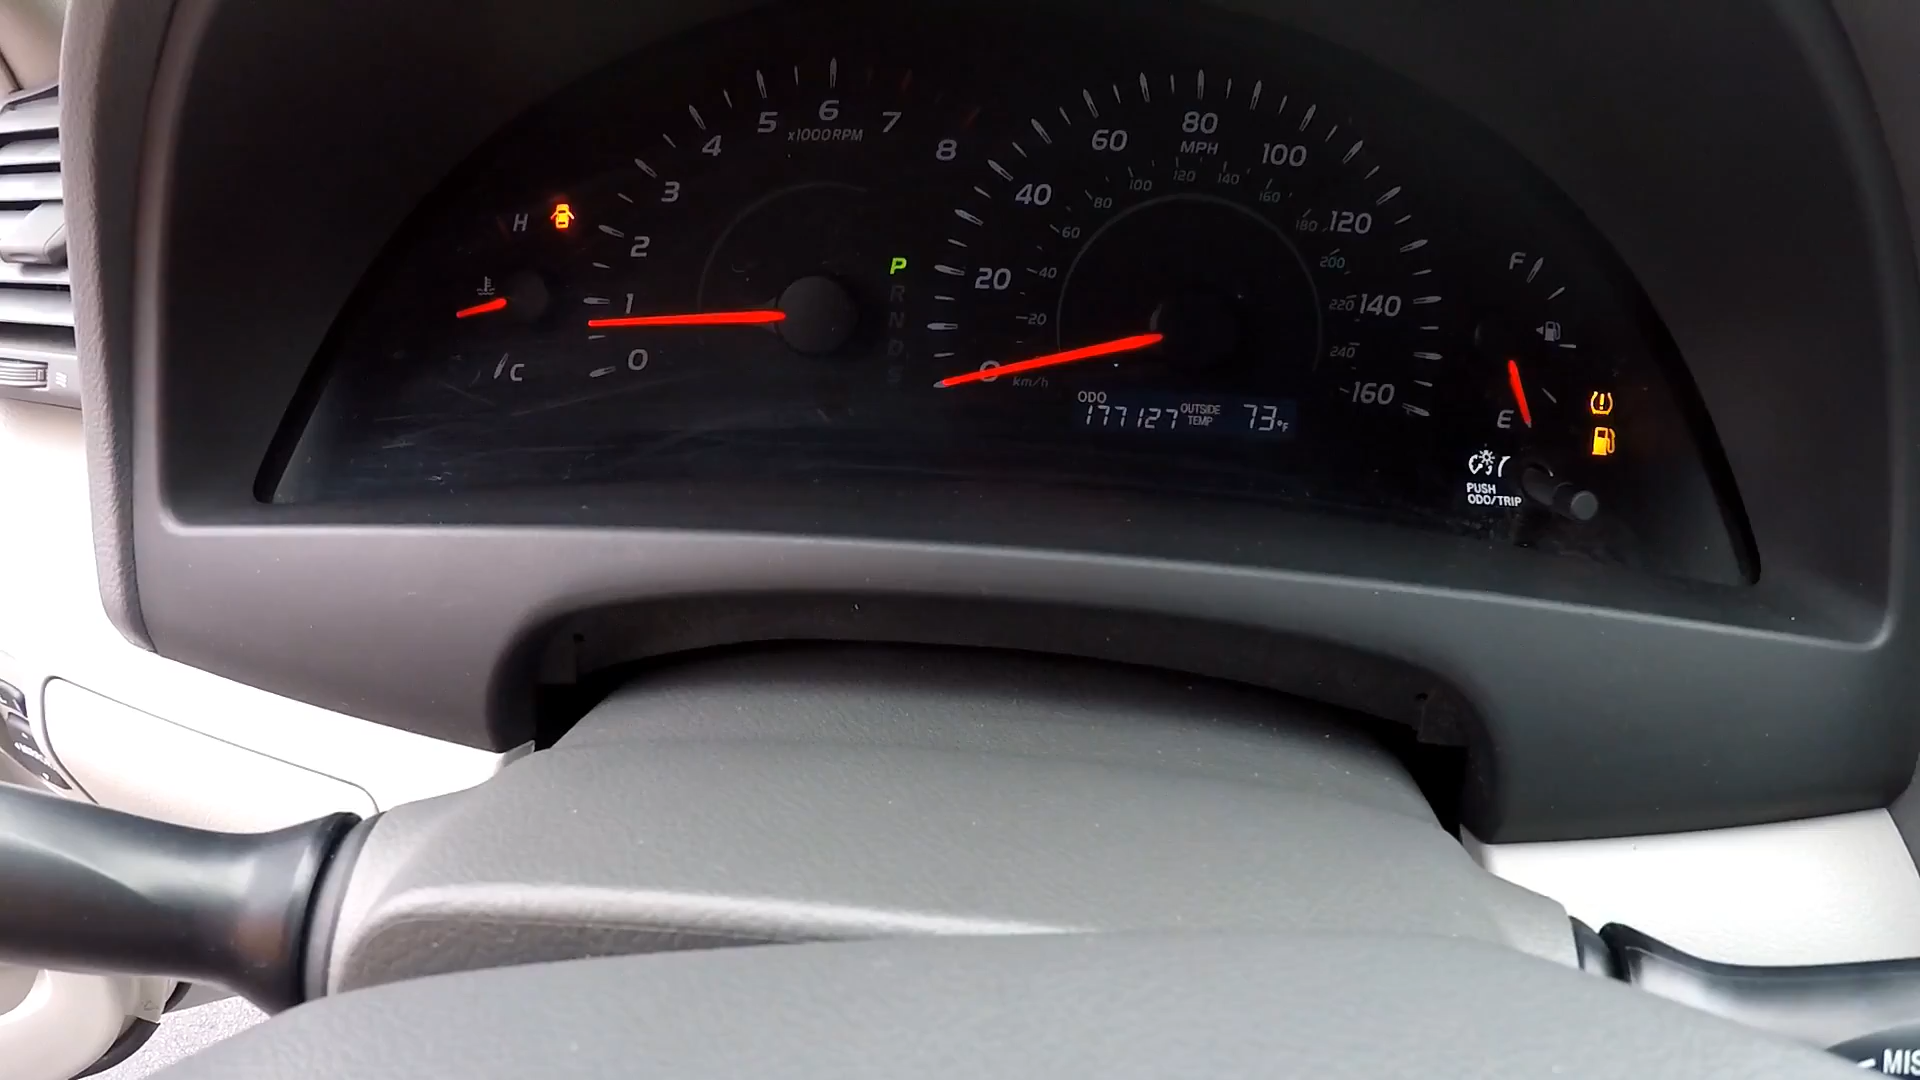 5 6 7
x1000RPM
4 8
3
2
1
0
H
C
P
R
N
D
S
80
MPH
60 100
40 120
20 140
0 160
km/h
20
40
60
80
100
120
140
160
180
200
220
240
ODO
177127 OUTSIDE TEMP 73°F
F
E
PUSH
ODO/TRIP
MIS